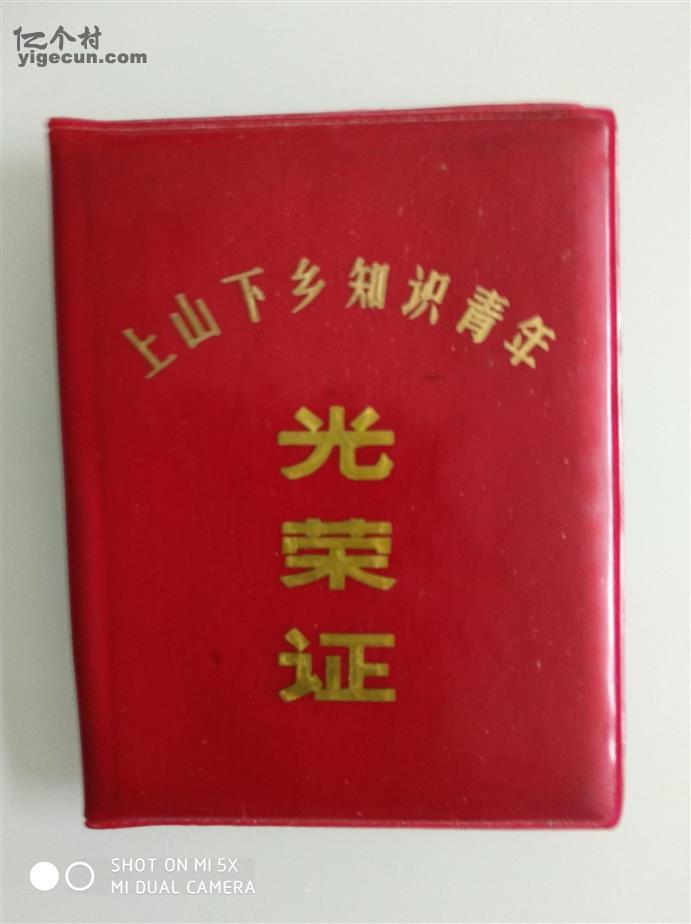 亿个村
yigecun.com
上山下乡知识青年
光
荣
证
SHOT ON MI 5X
MI DUAL CAMERA